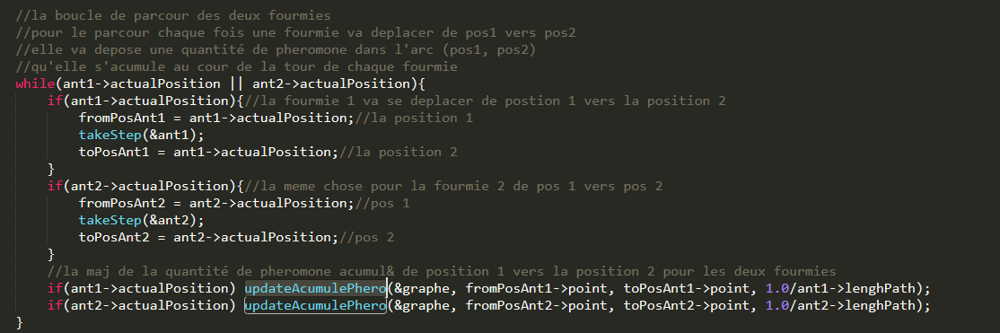 //la boucle de parcour des deux fourmies
//pour le parcour chaque fois une fourmie va deplacer de pos1 vers pos2
//elle va depose une quantité de pheromone dans l'arc (pos1, pos2)
//qu'elle s'acumule au cour de la tour de chaque fourmie
while(ant1->actualPosition || ant2->actualPosition){
    if(ant1->actualPosition){//la fourmie 1 va se deplacer de postion 1 vers la position 2
        fromPosAnt1 = ant1->actualPosition;//la position 1
        takeStep(&ant1);
        toPosAnt1 = ant1->actualPosition;//la position 2
    }
    if(ant2->actualPosition){//la meme chose pour la fourmie 2 de pos 1 vers pos 2
        fromPosAnt2 = ant2->actualPosition;//pos 1
        takeStep(&ant2);
        toPosAnt2 = ant2->actualPosition;//pos 2
    }
    //la maj de la quantité de pheromone acumul& de position 1 vers la position 2 pour les deux fourmies
    if(ant1->actualPosition) updateAcumulePhero(&graphe, fromPosAnt1->point, toPosAnt1->point, 1.0/ant1->lenghPath);
    if(ant2->actualPosition) updateAcumulePhero(&graphe, fromPosAnt2->point, toPosAnt2->point, 1.0/ant2->lenghPath);
}